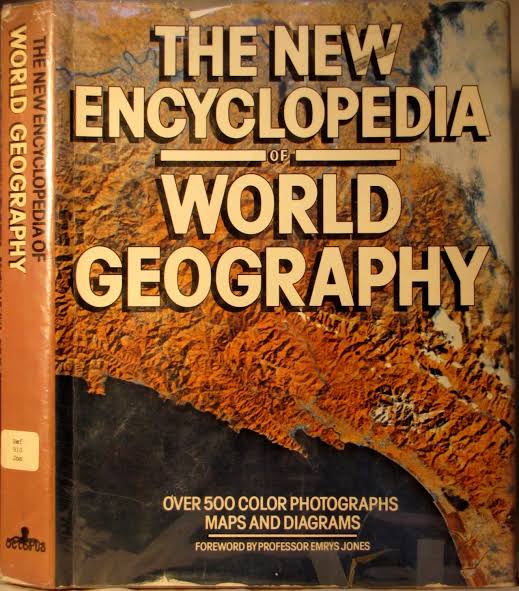 THE NEW ENCYCLOPEDIA OF
WORLD GEOGRAPHY
Ref
910
Jon
OCTOPUS
THE NEW
ENCYCLOPEDIA
OF
WORLD
GEOGRAPHY
OVER 500 COLOR PHOTOGRAPHS
MAPS AND DIAGRAMS
FOREWORD BY PROFESSOR EMRYS JONES